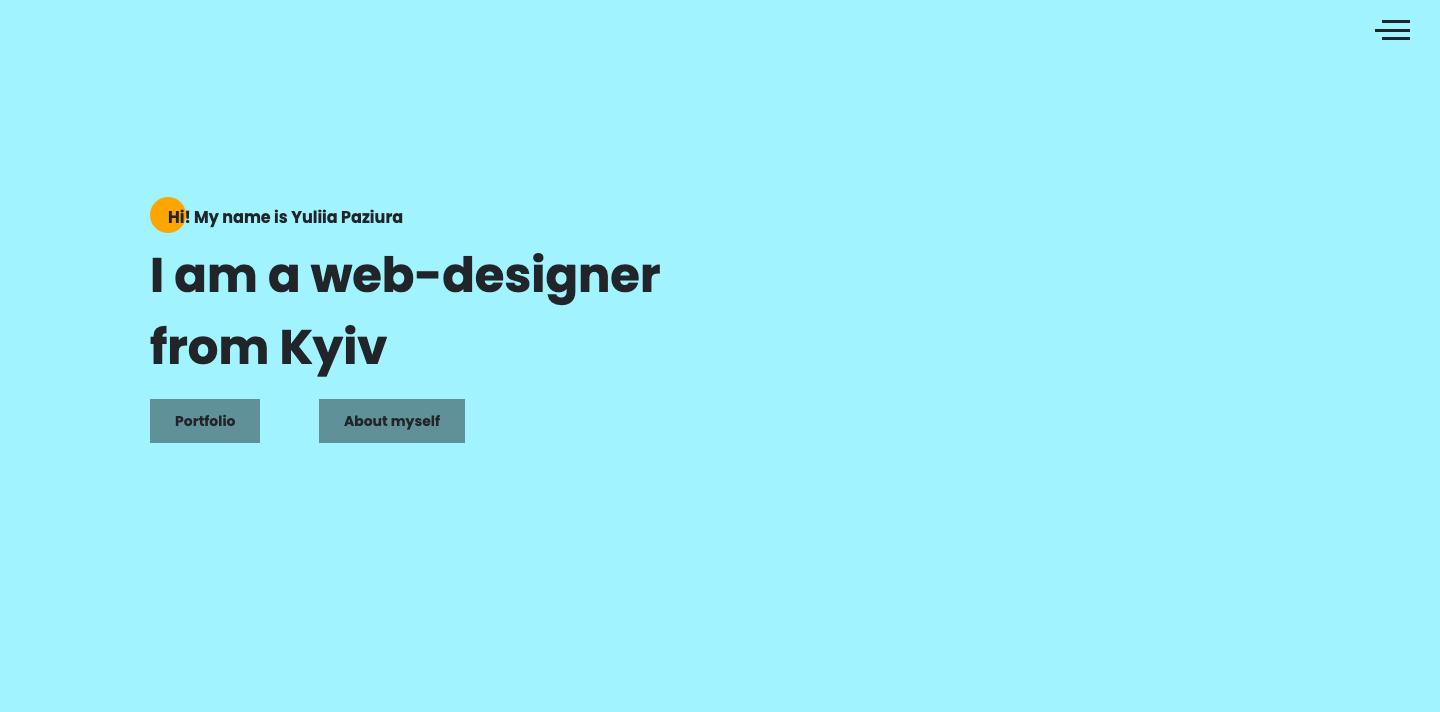 Hi! My name is Yuliia Paziura
I am a web-designer
from Kyiv
Portfolio
About myself